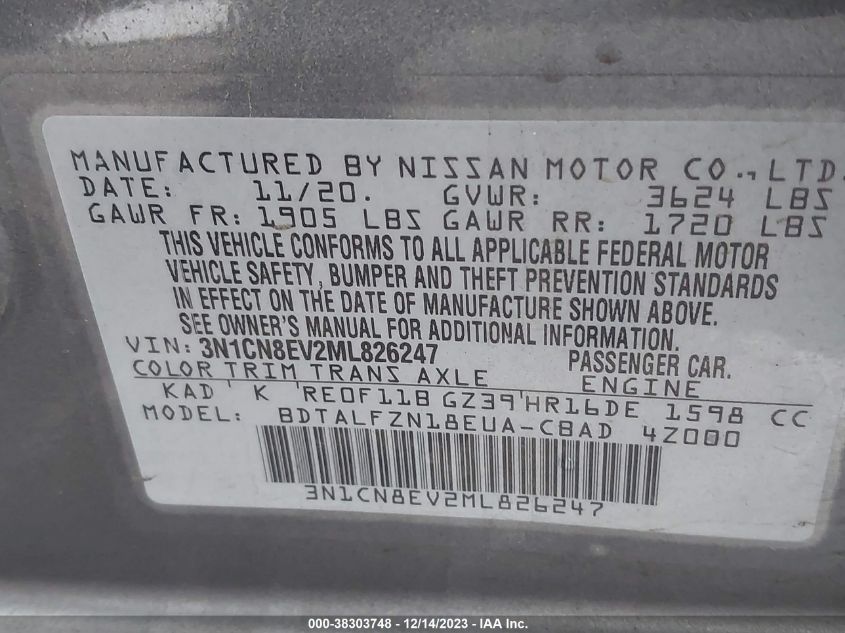 MANUFACTURED BY NISSAN MOTOR CO., LTD.
DATE: 11/20. GVWR: 3624 LBS
GAWR FR: 1905 LBS GAWR RR: 1720 LBS
THIS VEHICLE CONFORMS TO ALL APPLICABLE FEDERAL MOTOR
VEHICLE SAFETY, BUMPER AND THEFT PREVENTION STANDARDS
IN EFFECT ON THE DATE OF MANUFACTURE SHOWN ABOVE.
SEE OWNER'S MANUAL FOR ADDITIONAL INFORMATION.
VIN: 3N1CN8EV2ML826247 PASSENGER CAR.
COLOR TRIM TRANS AXLE ENGINE
KAD ' K ' RE0F11B GZ39 ' HR16DE 1598 CC
MODEL: BDTALFZN18EUA-CBAD 4Z000
3N1CN8EV2ML826247
000-38303748 - 12/14/2023 - © IAA Inc.